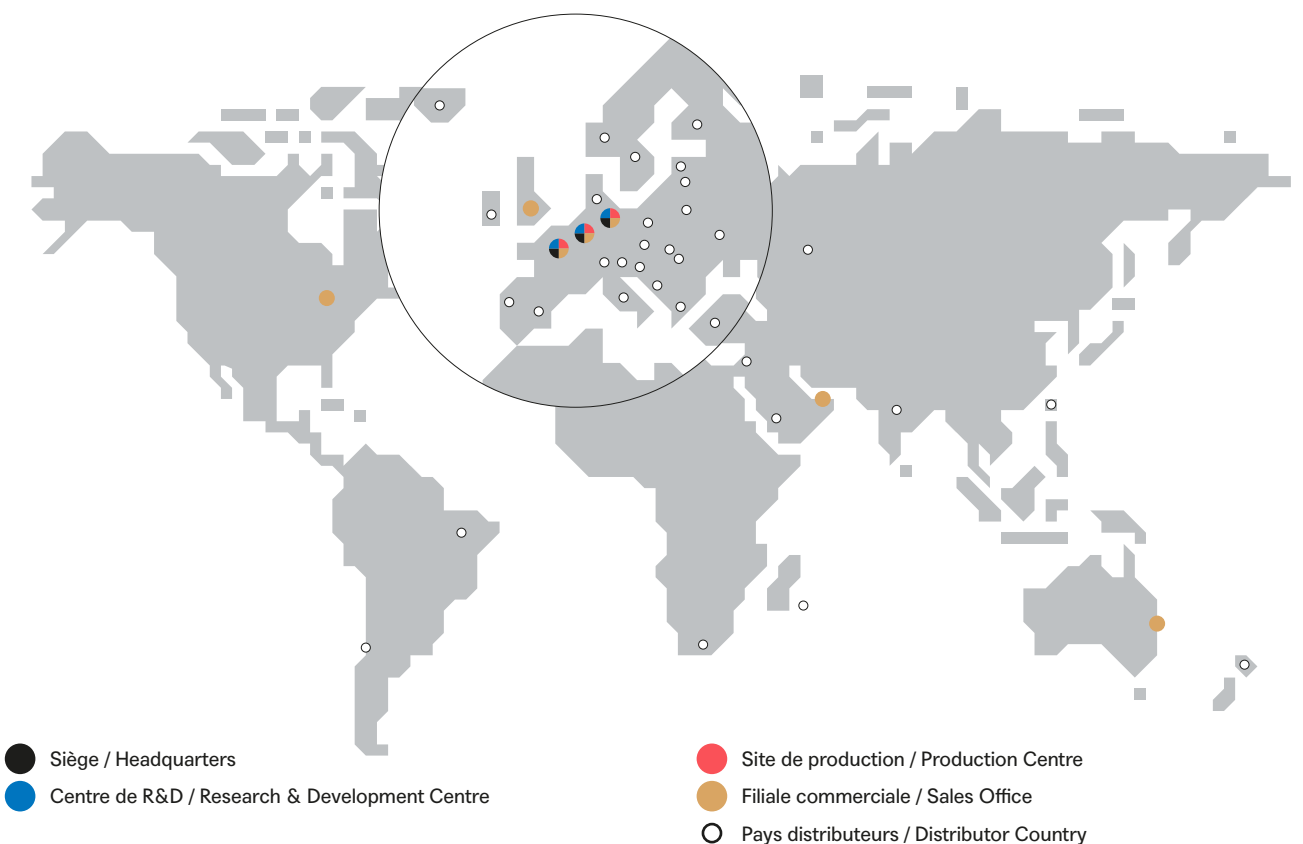 Siège / Headquarters
Centre de R&D / Research & Development Centre
Site de production / Production Centre
Filiale commerciale / Sales Office
Pays distributeurs / Distributor Country